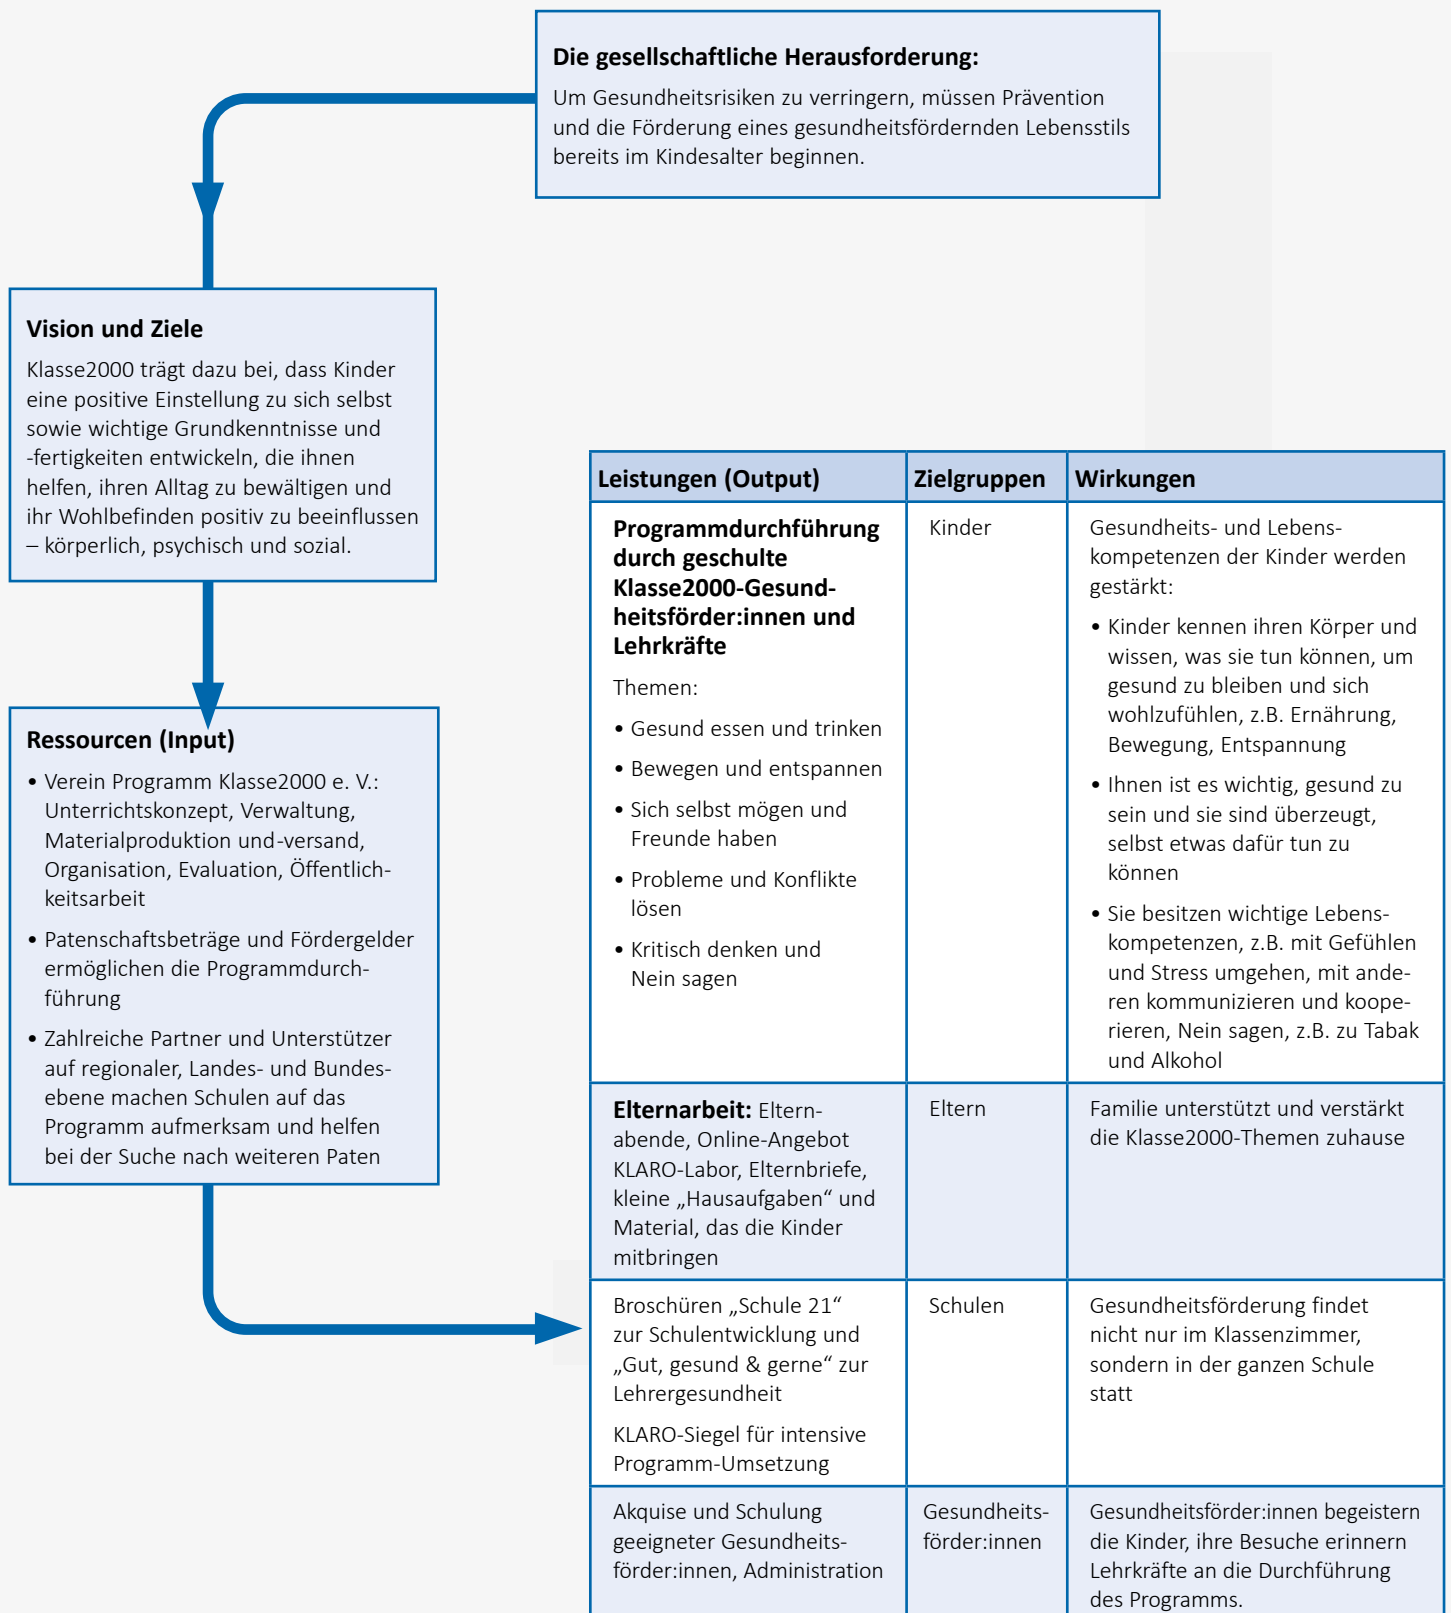 Die gesellschaftliche Herausforderung:
Um Gesundheitsrisiken zu verringern, müssen Prävention
und die Förderung eines gesundheitsfördernden Lebensstils
bereits im Kindesalter beginnen.
Vision und Ziele
Klasse2000 trägt dazu bei, dass Kinder
eine positive Einstellung zu sich selbst
sowie wichtige Grundkenntnisse und
-fertigkeiten entwickeln, die ihnen
helfen, ihren Alltag zu bewältigen und
ihr Wohlbefinden positiv zu beeinflussen
– körperlich, psychisch und sozial.
Ressourcen (Input)
• Verein Programm Klasse2000 e. V.:
Unterrichtskonzept, Verwaltung,
Materialproduktion und -versand,
Organisation, Evaluation, Öffentlich-
keitsarbeit
• Patenschaftsbeträge und Fördergelder
ermöglichen die Programmdurch-
führung
• Zahlreiche Partner und Unterstützer
auf regionaler, Landes- und Bundes-
ebene machen Schulen auf das
Programm aufmerksam und helfen
bei der Suche nach weiteren Paten
Leistungen (Output) Zielgruppen Wirkungen
Programmdurchführung
durch geschulte
Klasse2000-Gesund-
heitsförder:innen und
Lehrkräfte
Themen:
• Gesund essen und trinken
• Bewegen und entspannen
• Sich selbst mögen und
Freunde haben
• Probleme und Konflikte
lösen
• Kritisch denken und
Nein sagen
Kinder
Gesundheits- und Lebens-
kompetenzen der Kinder werden
gestärkt:
• Kinder kennen ihren Körper und
wissen, was sie tun können, um
gesund zu bleiben und sich
wohlzufühlen, z.B. Ernährung,
Bewegung, Entspannung
• Ihnen ist es wichtig, gesund zu
sein und sie sind überzeugt,
selbst etwas dafür tun zu
können
• Sie besitzen wichtige Lebens-
kompetenzen, z.B. mit Gefühlen
und Stress umgehen, mit ande-
ren kommunizieren und koope-
rieren, Nein sagen, z.B. zu Tabak
und Alkohol
Elternarbeit: Eltern-
abende, Online-Angebot
KLARO-Labor, Elternbriefe,
kleine „Hausaufgaben“ und
Material, das die Kinder
mitbringen
Eltern
Familie unterstützt und verstärkt
die Klasse2000-Themen zuhause
Broschüren „Schule 21“
zur Schulentwicklung und
„Gut, gesund & gerne“ zur
Lehrergesundheit
KLARO-Siegel für intensive
Programm-Umsetzung
Schulen
Gesundheitsförderung findet
nicht nur im Klassenzimmer,
sondern in der ganzen Schule
statt
Akquise und Schulung
geeigneter Gesundheits-
förder:innen, Administration
Gesundheits-
förder:innen
Gesundheitsförder:innen begeistern
die Kinder, ihre Besuche erinnern
Lehrkräfte an die Durchführung
des Programms.